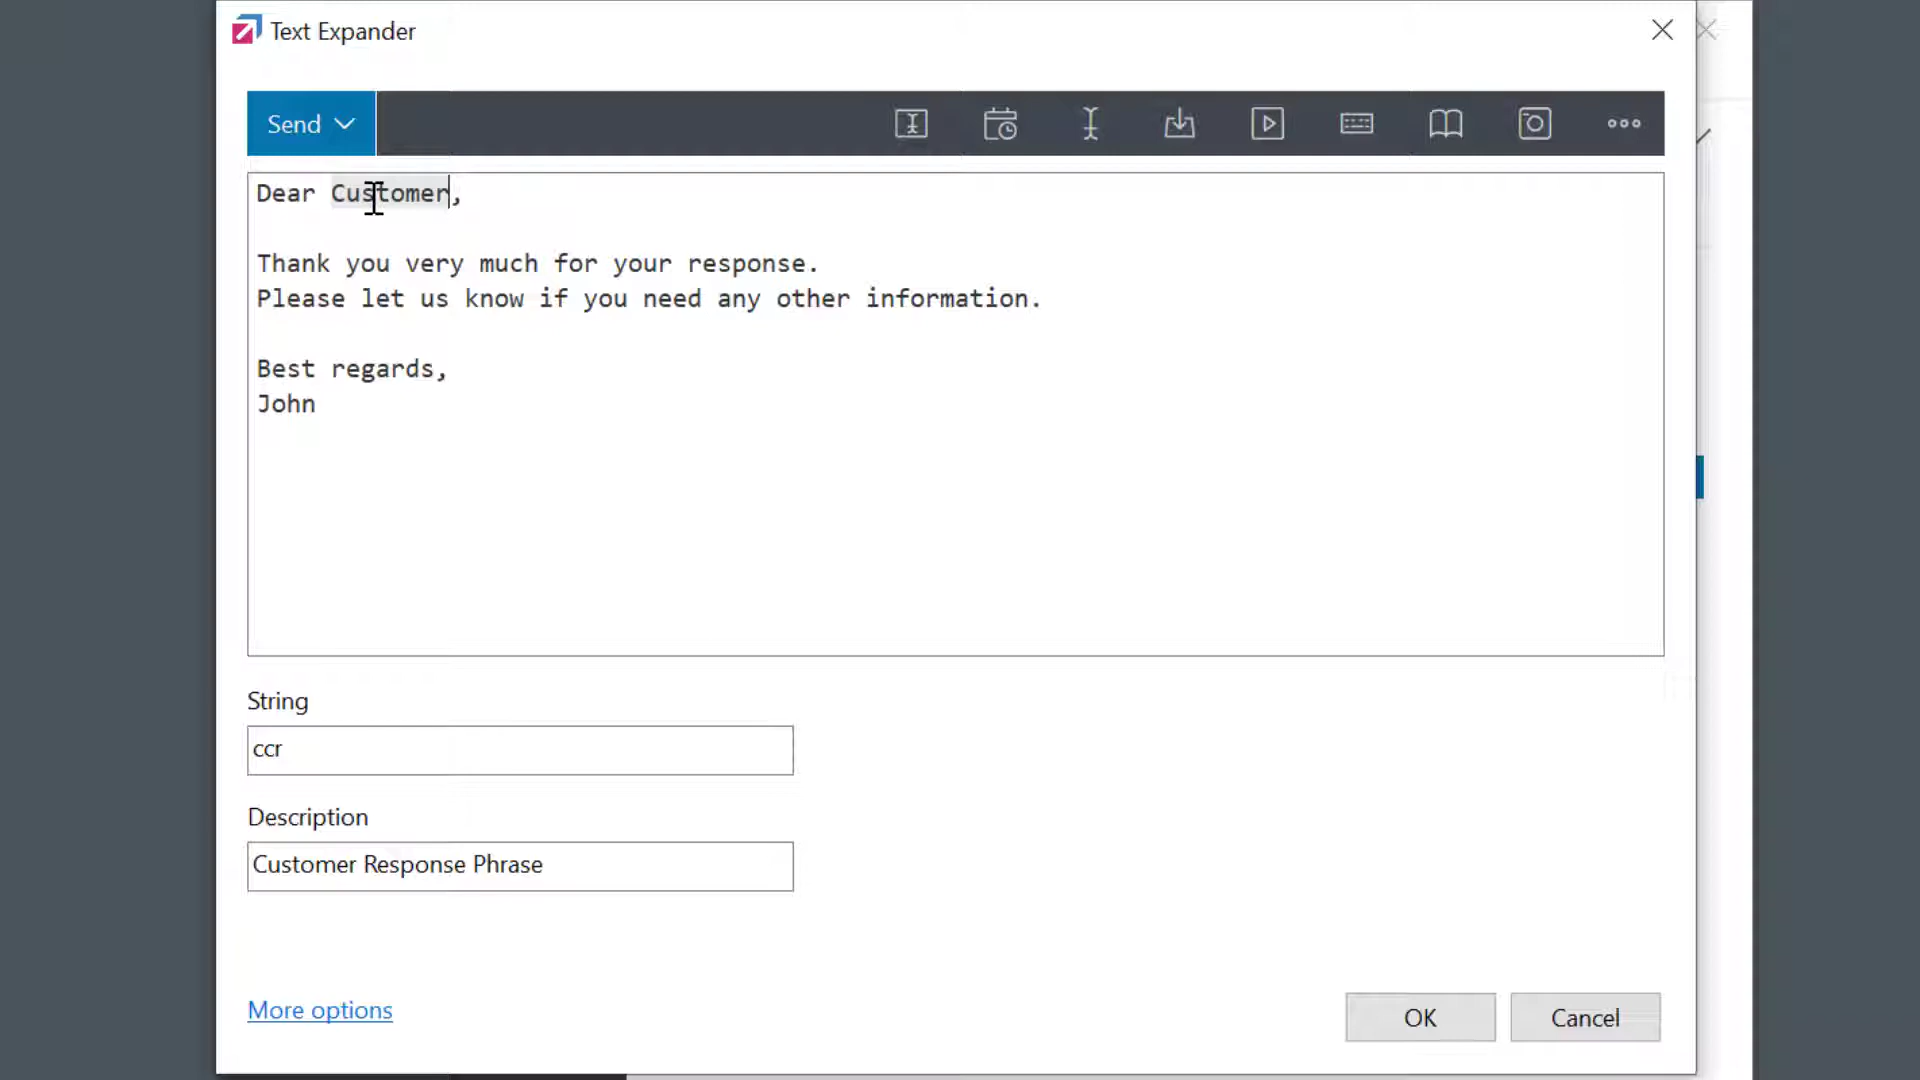 Text Expander
Send
Dear Customer,
Thank you very much for your response.
Please let us know if you need any other information.
Best regards,
John
String
ccr
Description
Customer Response Phrase
More options
OK
Cancel